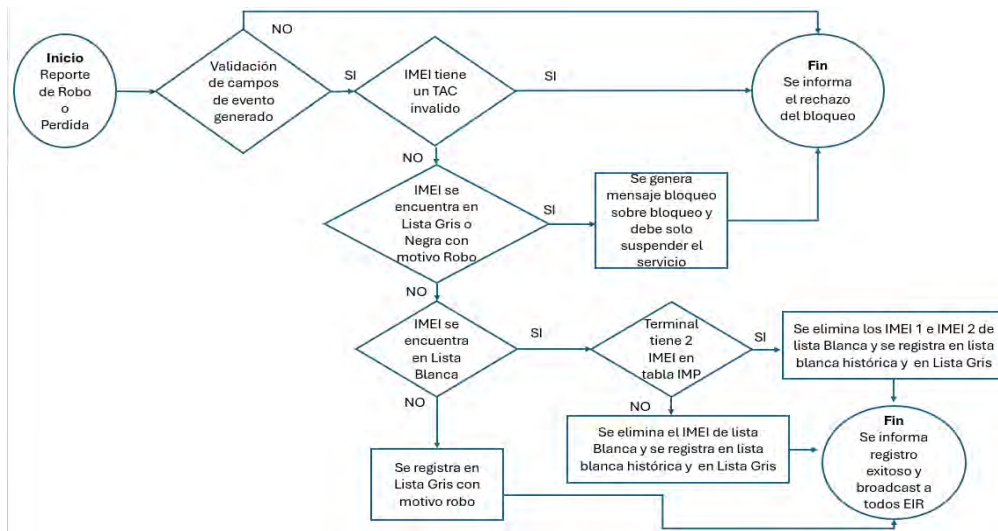 NO
Inicio
Reporte
de Robo
o
Perdida
Validación
de campos
de evento
generado
SI
IMEI tiene
un TAC
invalido
SI
Fin
Se informa
el rechazo
del bloqueo
NO
IMEI se
encuentra en
Lista Gris o
Negra con
motivo Robo
SI
Se genera
mensaje bloqueo
sobre bloqueo y
debe solo
suspender el
servicio
NO
IMEI se
encuentra
en Lista
Blanca
SI
Terminal
tiene 2
IMEI en
tabla IMP
SI
Se elimina los IMEI 1 e IMEI 2 de
lista Blanca y se registra en lista
blanca histórica y en Lista Gris
NO
NO
Se elimina el IMEI de lista
Blanca y se registra en lista
blanca histórica y en Lista Gris
Fin
Se informa
registro
exitoso y
broadcast a
todos EIR
Se registra en
Lista Gris con
motivo robo